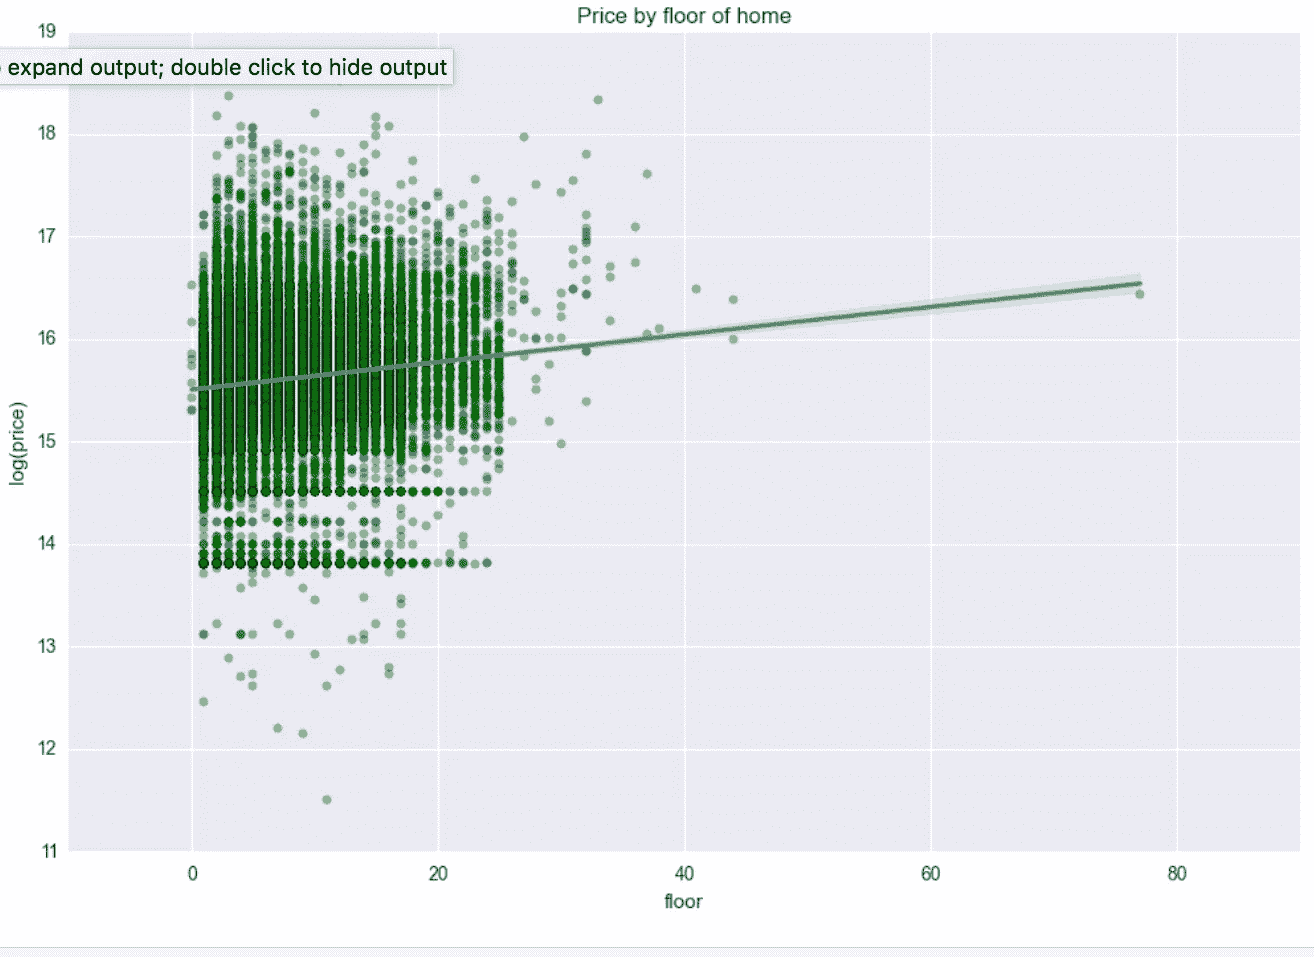 Price by floor of home
19
expand output; double click to hide output
18
17
16
15
14
13
12
11
log(price)
0 20 40 60 80
floor